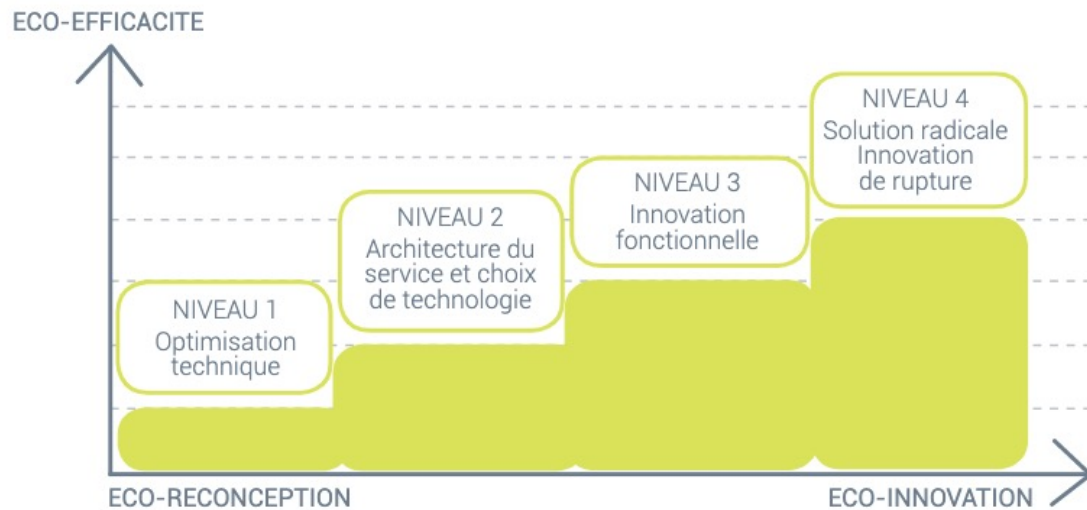 ECO-EFFICACITE
NIVEAU 4
Solution radicale
Innovation
de rupture
NIVEAU 3
Innovation
fonctionnelle
NIVEAU 2
Architecture du
service et choix
de technologie
NIVEAU 1
Optimisation
technique
ECO-RECONCEPTION
ECO-INNOVATION